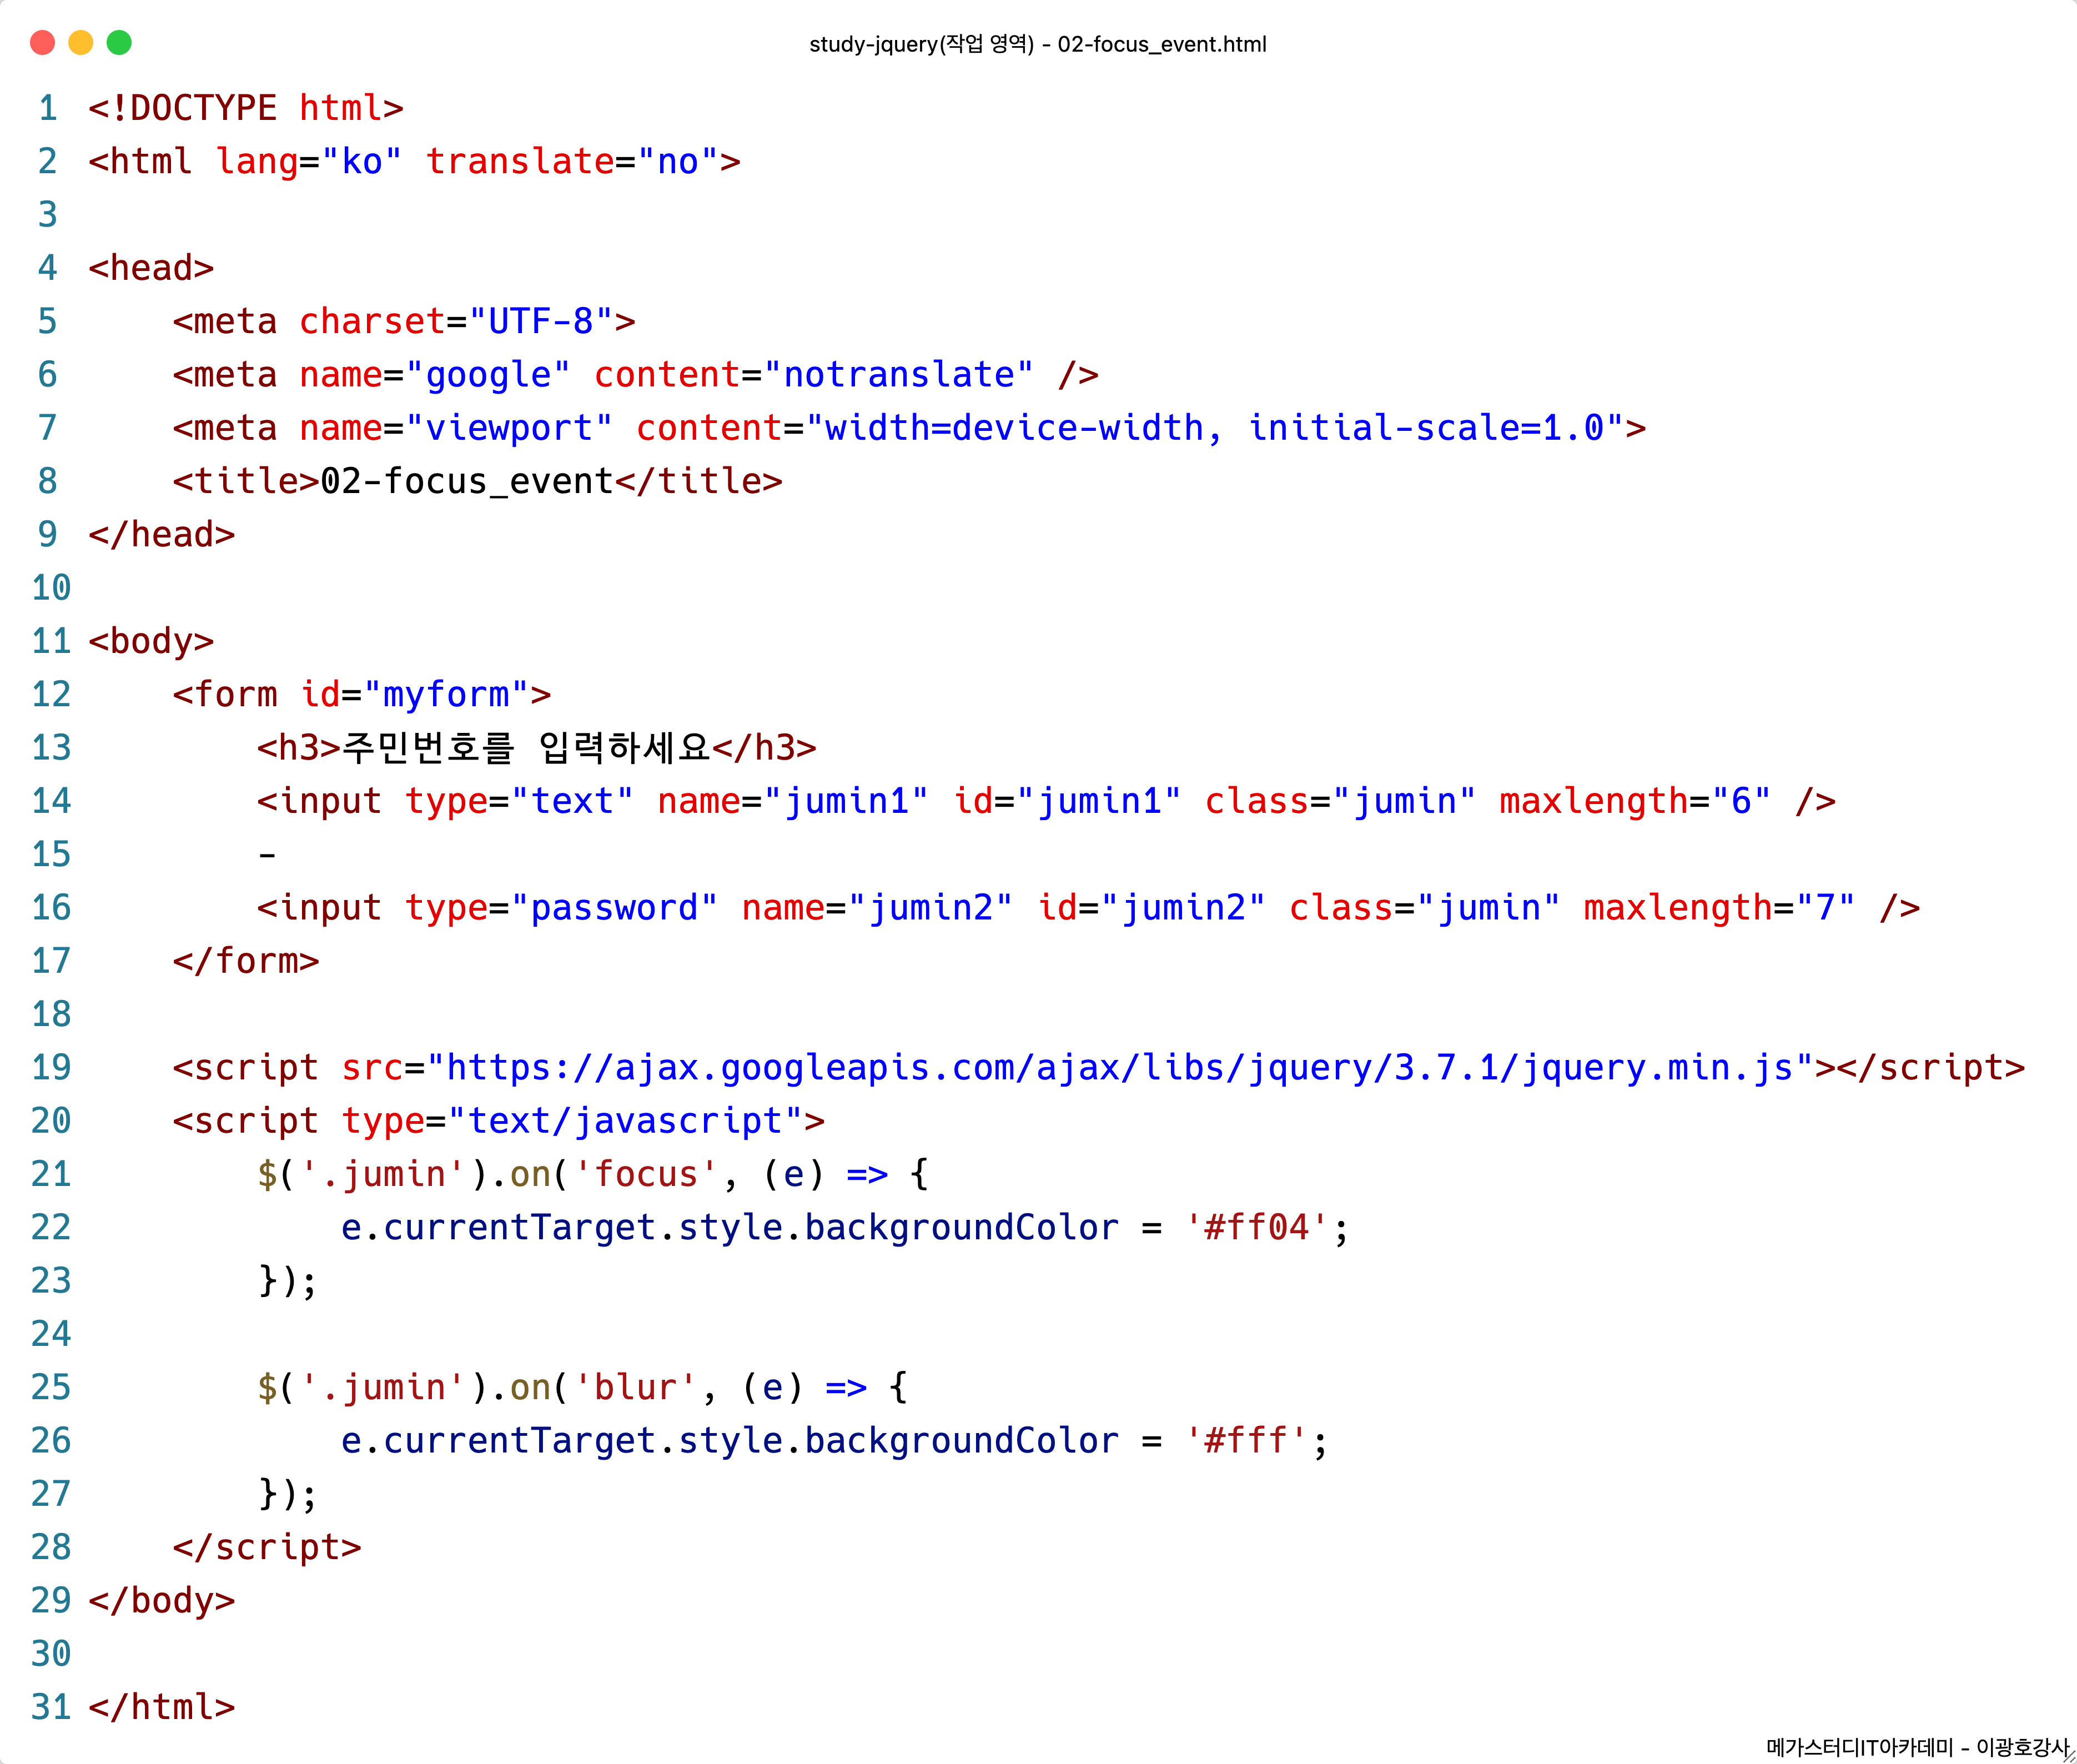 study-jquery(작업 영역) - 02-focus_event.html
1 <!DOCTYPE html>
2 <html lang="ko" translate="no">
3
4 <head>
5     <meta charset="UTF-8">
6     <meta name="google" content="notranslate" />
7     <meta name="viewport" content="width=device-width, initial-scale=1.0">
8     <title>02-focus_event</title>
9 </head>
10
11 <body>
12     <form id="myform">
13         <h3>주민번호를 입력하세요</h3>
14         <input type="text" name="jumin1" id="jumin1" class="jumin" maxlength="6" />
15         -
16         <input type="password" name="jumin2" id="jumin2" class="jumin" maxlength="7" />
17     </form>
18
19     <script src="https://ajax.googleapis.com/ajax/libs/jquery/3.7.1/jquery.min.js"></script>
20     <script type="text/javascript">
21         $('.jumin').on('focus', (e) => {
22             e.currentTarget.style.backgroundColor = '#ff04';
23         });
24
25         $('.jumin').on('blur', (e) => {
26             e.currentTarget.style.backgroundColor = '#fff';
27         });
28     </script>
29 </body>
30
31 </html>
메가스터디IT아카데미 - 이광호강사